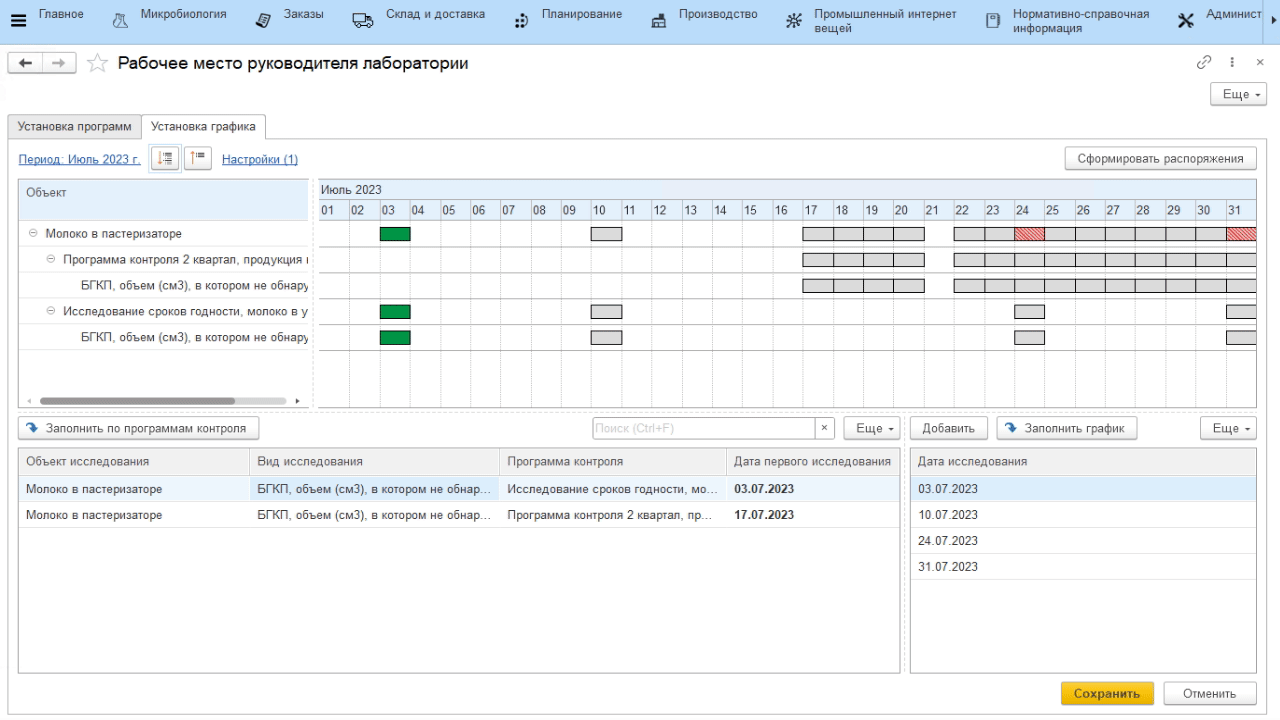 Главное
Микробиология
Заказы
Склад и доставка
Планирование
Производство
Промышленный интернет
вещей
Нормативно-справочная
информация
Админист
Рабочее место руководителя лаборатории
Еще
Установка программ
Установка графика
Период: Июль 2023 г.
Настройки (1)
Сформировать распоряжения
Объект
Июль 2023
01 02 03 04 05 06 07 08 09 10 11 12 13 14 15 16 17 18 19 20 21 22 23 24 25 26 27 28 29 30 31
Молоко в пастеризаторе
Программа контроля 2 квартал, продукция
БГКП, объем (см3), в котором не обнару
Исследование сроков годности, молоко в у
БГКП, объем (см3), в котором не обнару
Заполнить по программам контроля
Поиск (Ctrl+F)
×
Еще
Добавить
Заполнить график
Еще
Объект исследования
Вид исследования
Программа контроля
Дата первого исследования
Дата исследования
Молоко в пастеризаторе
БГКП, объем (см3), в котором не обнар...
Исследование сроков годности, мо...
03.07.2023
03.07.2023
Молоко в пастеризаторе
БГКП, объем (см3), в котором не обнар...
Программа контроля 2 квартал, пр...
17.07.2023
10.07.2023
24.07.2023
31.07.2023
Сохранить
Отменить